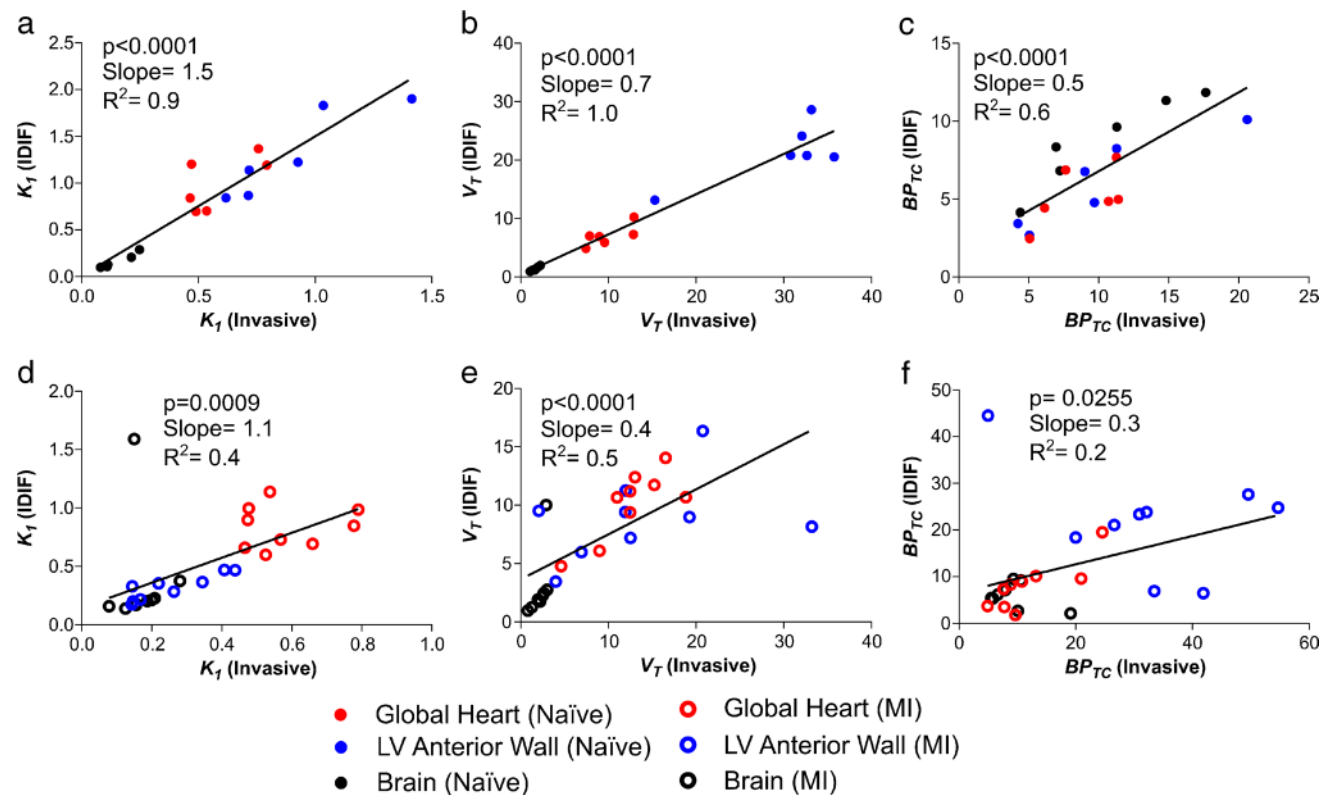 a
p<0.0001
Slope= 1.5
R²= 0.9
K₁ (IDIF)
2.5
2.0
1.5
1.0
0.5
0.0
0.0 0.5 1.0 1.5
K₁ (Invasive)
b
p<0.0001
Slope= 0.7
R²= 1.0
V_T (IDIF)
40
30
20
10
0
0 10 20 30 40
V_T (Invasive)
c
p<0.0001
Slope= 0.5
R²= 0.6
BP_TC (IDIF)
15
10
5
0
0 5 10 15 20 25
BP_TC (Invasive)
d
p=0.0009
Slope= 1.1
R²= 0.4
K₁ (IDIF)
2.0
1.5
1.0
0.5
0.0
0.0 0.2 0.4 0.6 0.8 1.0
K₁ (Invasive)
e
p<0.0001
Slope= 0.4
R²= 0.5
V_T (IDIF)
20
15
10
5
0
0 10 20 30 40
V_T (Invasive)
f
p= 0.0255
Slope= 0.3
R²= 0.2
BP_TC (IDIF)
50
40
30
20
10
0
0 20 40 60
BP_TC (Invasive)
Global Heart (Naïve)
LV Anterior Wall (Naïve)
Brain (Naïve)
Global Heart (MI)
LV Anterior Wall (MI)
Brain (MI)